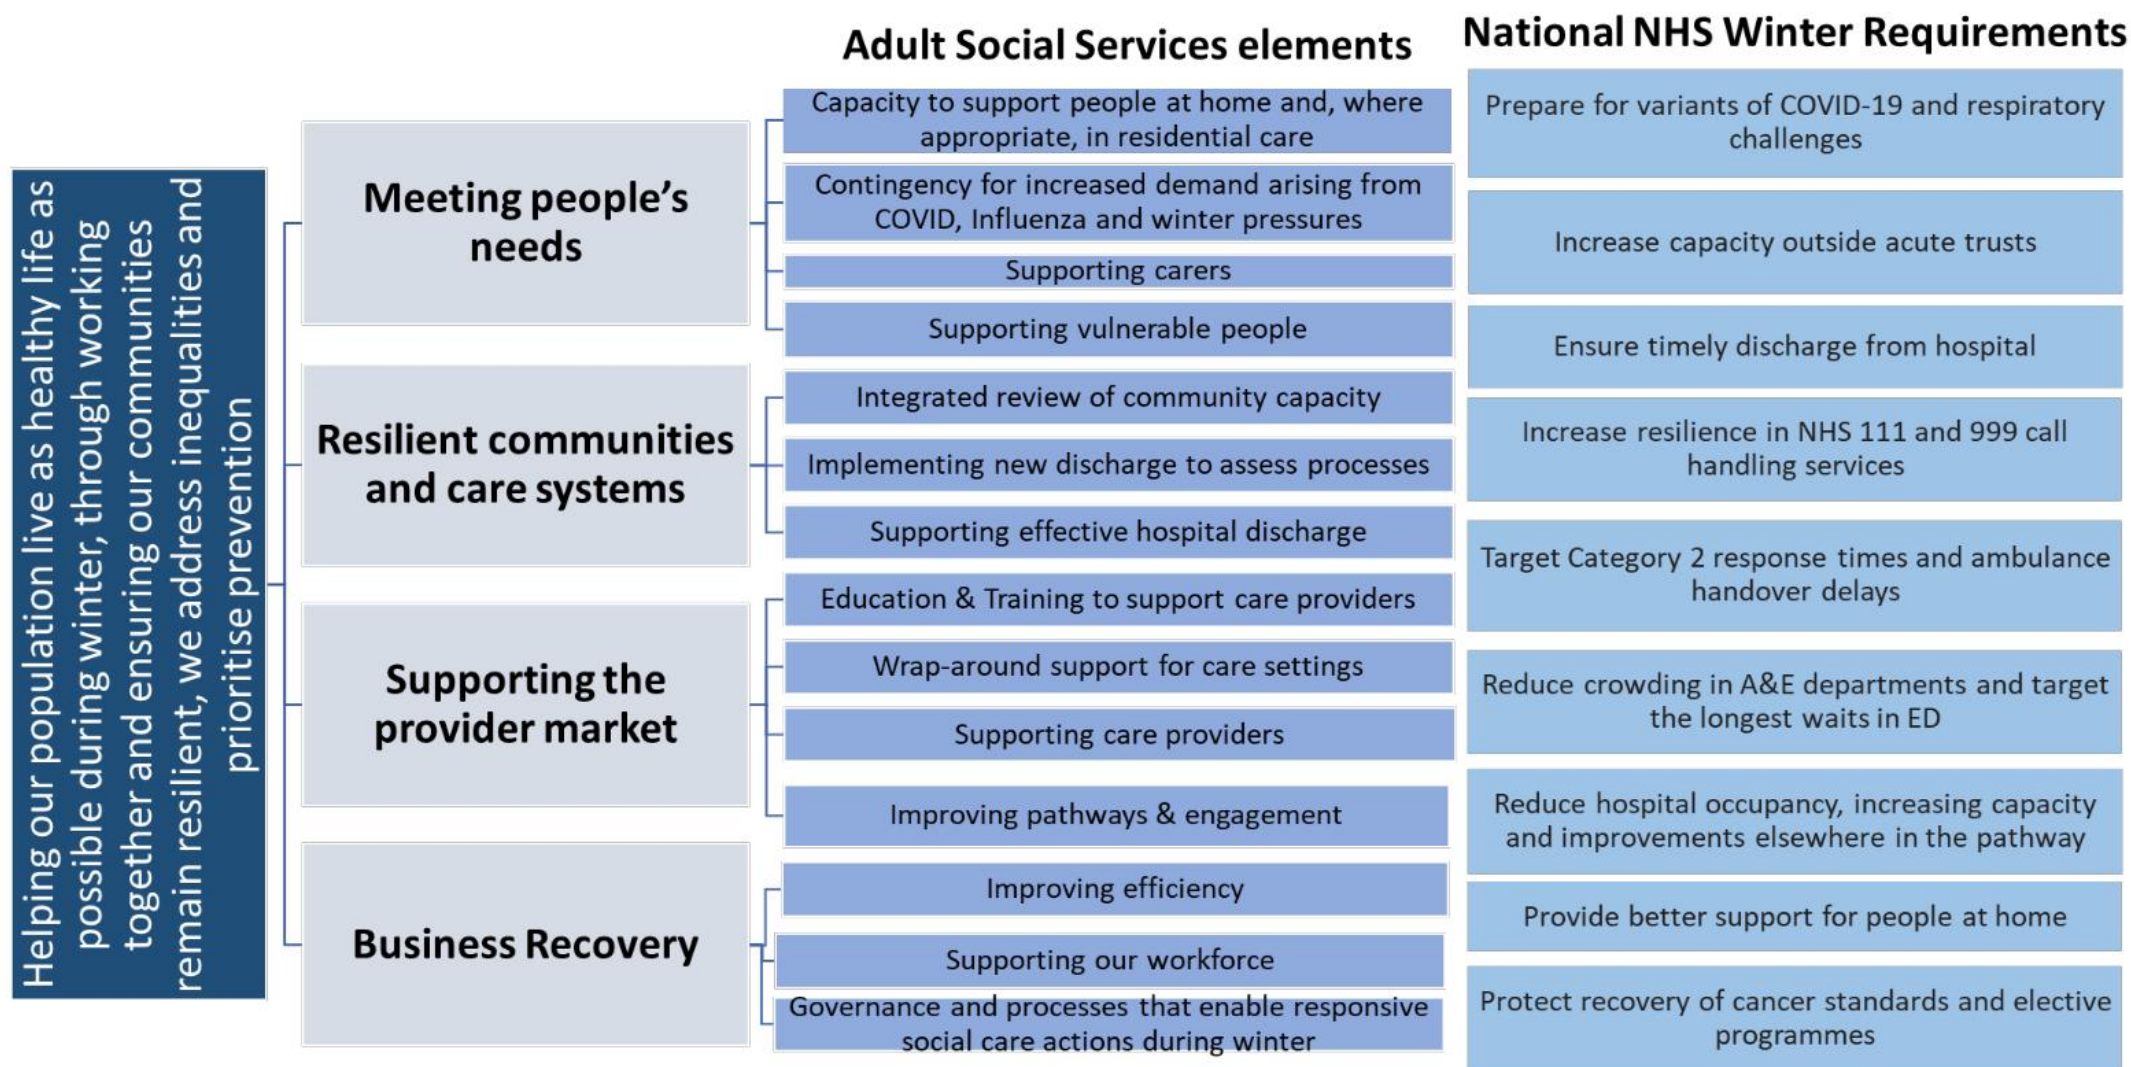 Adult Social Services elements
National NHS Winter Requirements
Helping our population live as healthy life as
possible during winter, through working
together and ensuring our communities
remain resilient, we address inequalities and
prioritise prevention
Meeting people’s
needs
Capacity to support people at home and, where
appropriate, in residential care
Contingency for increased demand arising from
COVID, Influenza and winter pressures
Supporting carers
Supporting vulnerable people
Resilient communities
and care systems
Integrated review of community capacity
Implementing new discharge to assess processes
Supporting effective hospital discharge
Supporting the
provider market
Education & Training to support care providers
Wrap-around support for care settings
Supporting care providers
Improving pathways & engagement
Business Recovery
Improving efficiency
Supporting our workforce
Governance and processes that enable responsive
social care actions during winter
Prepare for variants of COVID-19 and respiratory
challenges
Increase capacity outside acute trusts
Ensure timely discharge from hospital
Increase resilience in NHS 111 and 999 call
handling services
Target Category 2 response times and ambulance
handover delays
Reduce crowding in A&E departments and target
the longest waits in ED
Reduce hospital occupancy, increasing capacity
and improvements elsewhere in the pathway
Provide better support for people at home
Protect recovery of cancer standards and elective
programmes